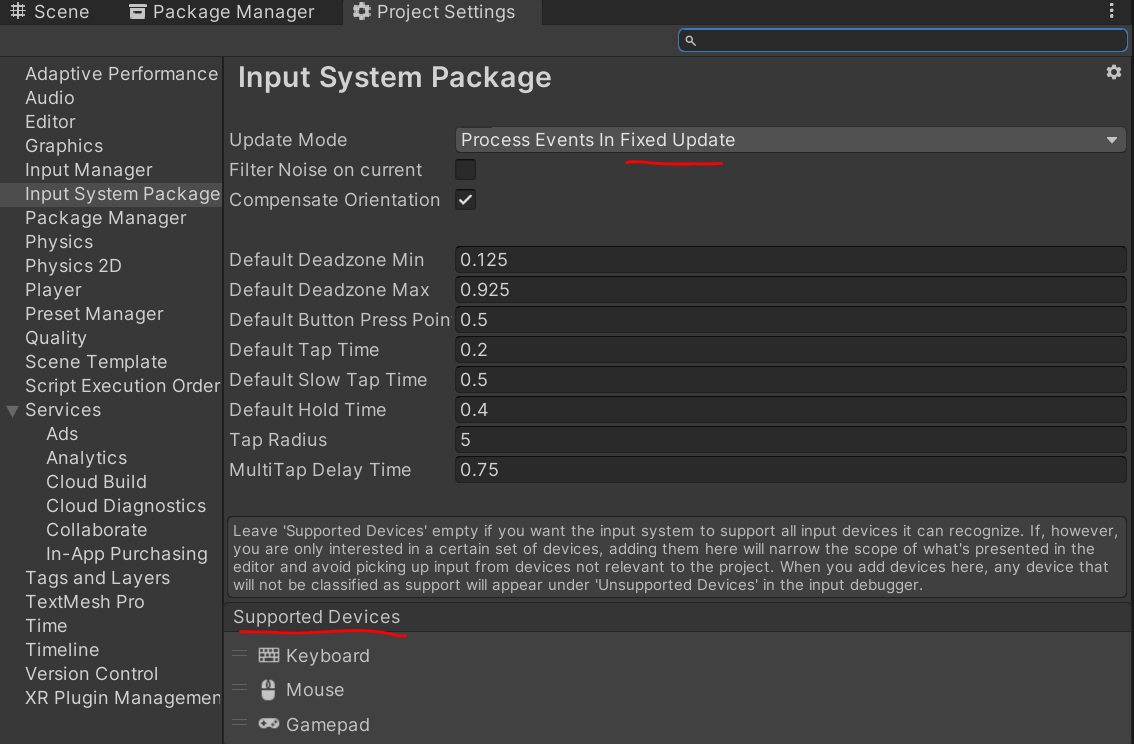 Scene
Package Manager
Project Settings
Adaptive Performance
Audio
Editor
Graphics
Input Manager
Input System Package
Package Manager
Physics
Physics 2D
Player
Preset Manager
Quality
Scene Template
Script Execution Order
Services
Ads
Analytics
Cloud Build
Cloud Diagnostics
Collaborate
In-App Purchasing
Tags and Layers
TextMesh Pro
Time
Timeline
Version Control
XR Plugin Managemen
Input System Package
Update Mode Process Events In Fixed Update
Filter Noise on current
Compensate Orientation
Default Deadzone Min 0.125
Default Deadzone Max 0.925
Default Button Press Poin 0.5
Default Tap Time 0.2
Default Slow Tap Time 0.5
Default Hold Time 0.4
Tap Radius 5
MultiTap Delay Time 0.75
Leave 'Supported Devices' empty if you want the input system to support all input devices it can recognize. If, however,
you are only interested in a certain set of devices, adding them here will narrow the scope of what's presented in the
editor and avoid picking up input from devices not relevant to the project. When you add devices here, any device that
will not be classified as support will appear under 'Unsupported Devices' in the input debugger.
Supported Devices
Keyboard
Mouse
Gamepad